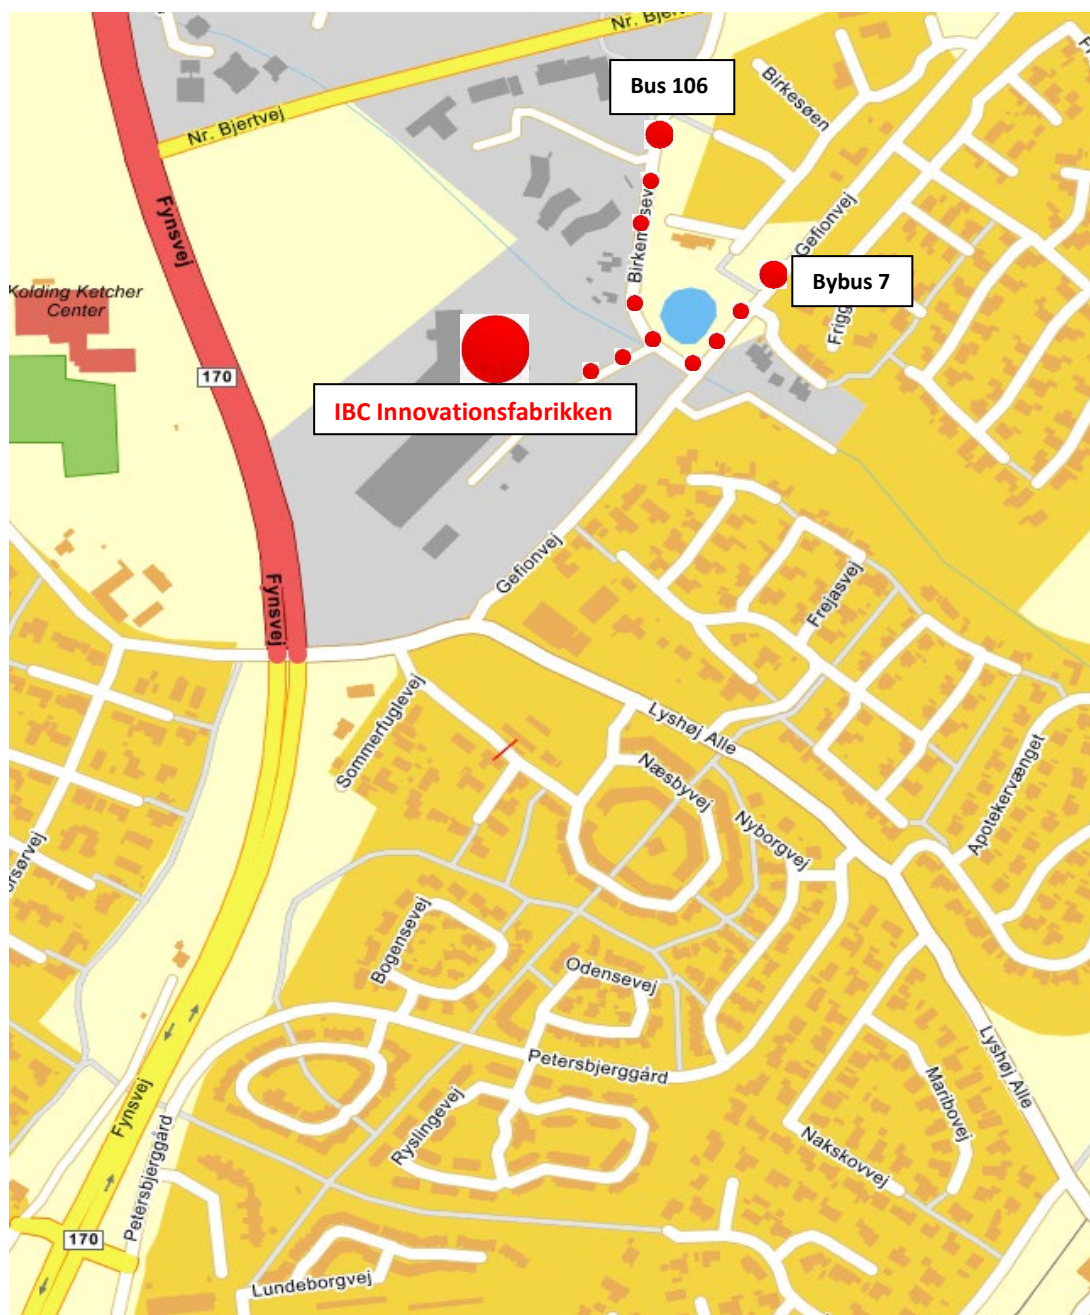 Nr. Bjertvej
Bus 106
Birkesøen
Nr. Bjertvej
Fynsvej
Gefionvej
Bybus 7
Kolding Ketcher
Center
170
IBC Innovationsfabrikken
Gefionvej
Frejasvej
Fynsvej
Sommerfuglevej
Lyshøj Alle
Næsbyvej
Apotekervænget
Nyborgvej
Bogensevej
Odensevej
Lyshøj Alle
Petersbjerggård
Fynsvej
Maribovej
Ryslingevej
Petersbjerggård
Nakskovvej
170
Lundeborgvej